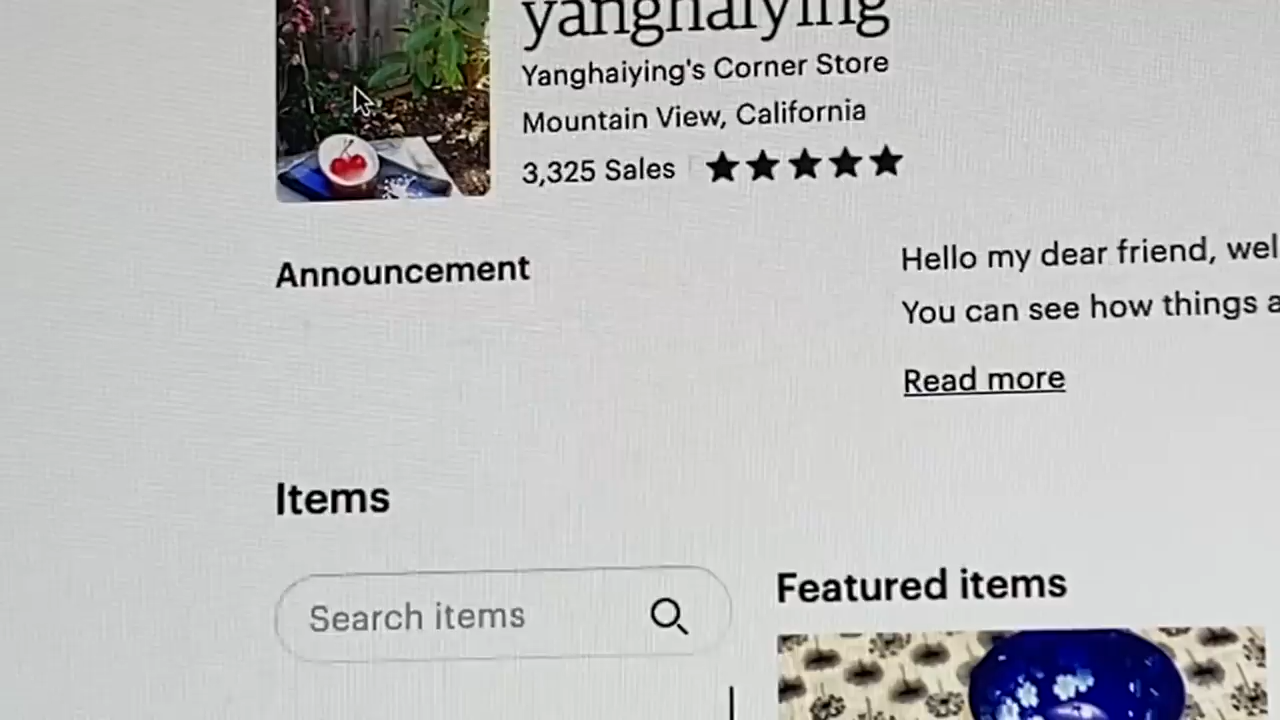 yanghaiying
Yanghaiying's Corner Store
Mountain View, California
3,325 Sales
Announcement
Hello my dear friend, wel
You can see how things a
Read more
Items
Search items
Featured items